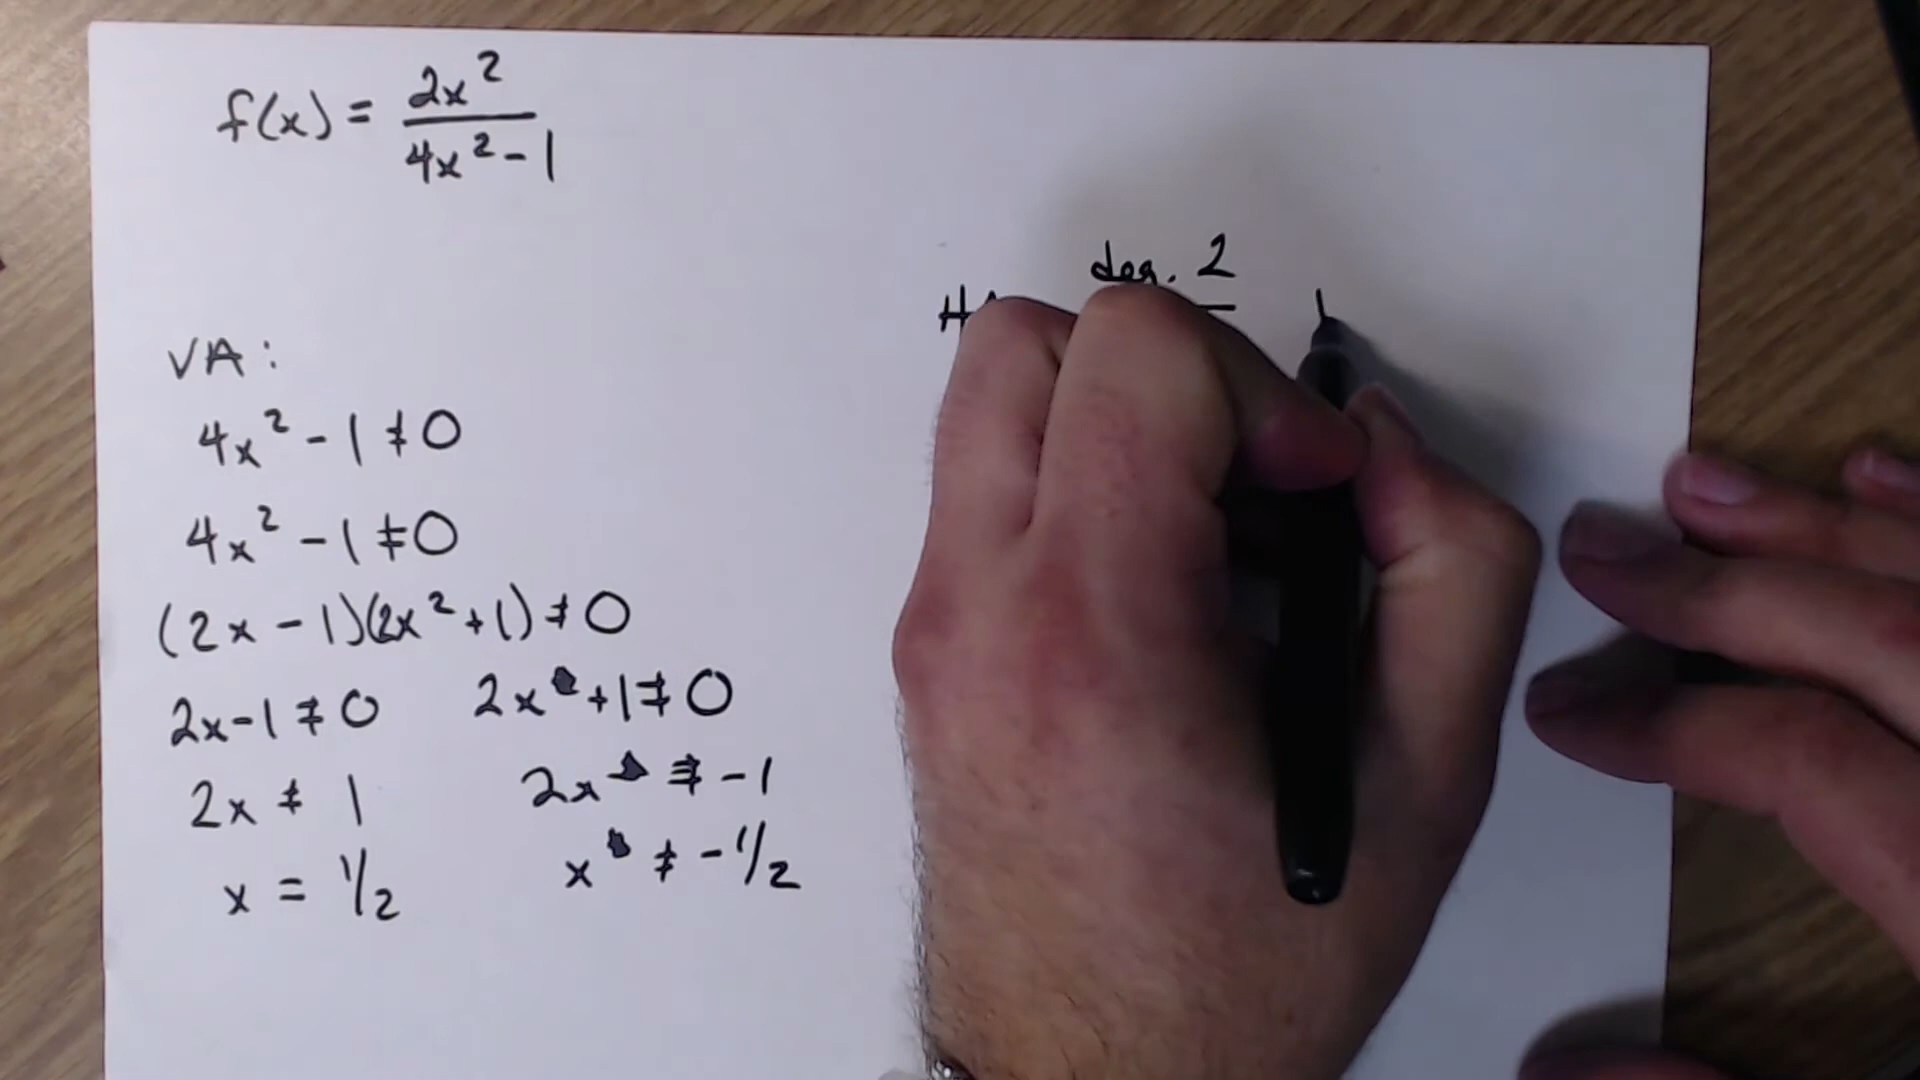 f(x) = 2x² / 4x² - 1
deg. 2
VA:
4x² - 1 ≠ 0
4x² - 1 ≠ 0
(2x - 1)(2x² + 1) ≠ 0
2x - 1 ≠ 0 2x + 1 ≠ 0
2x ≠ 1 2x ≠ -1
x = 1/2 x ≠ -1/2